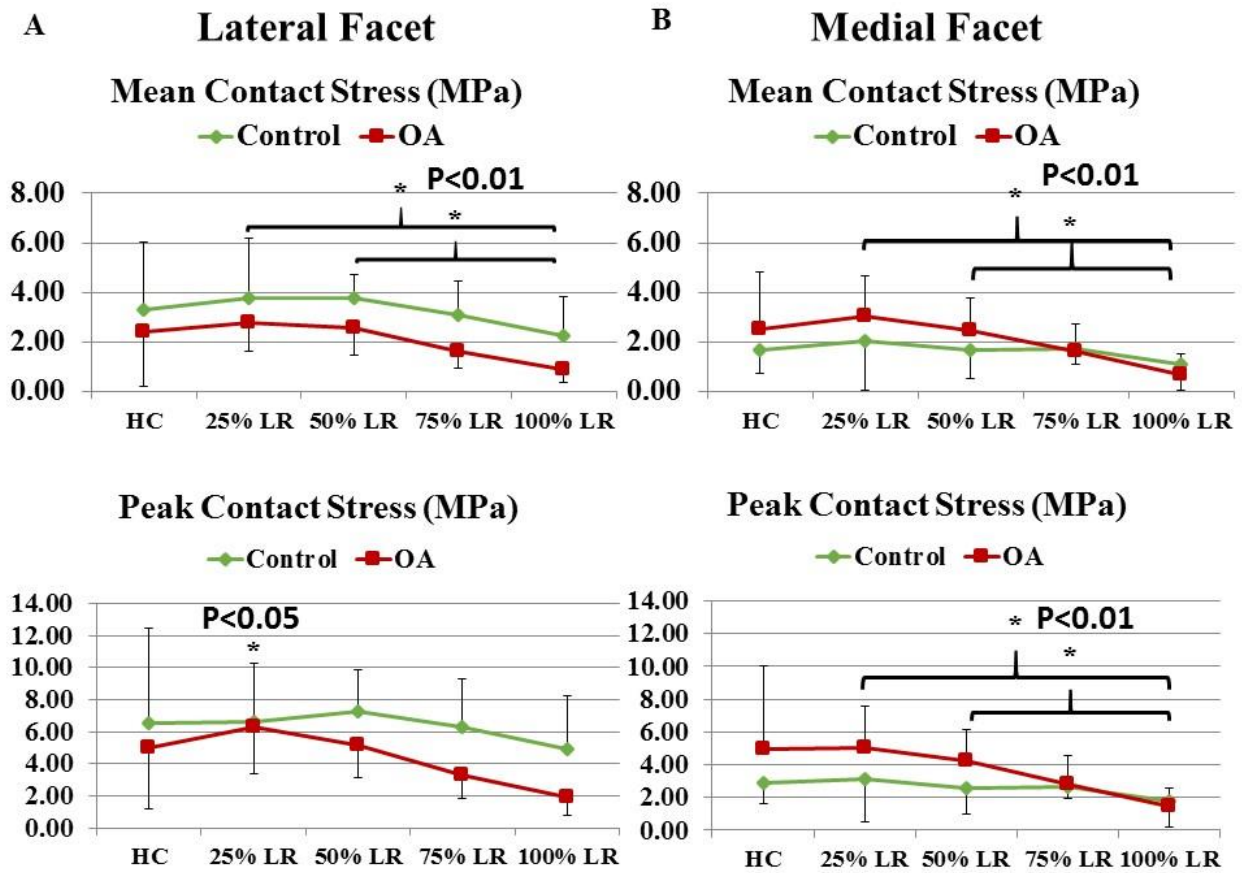 A
Lateral Facet
Mean Contact Stress (MPa)
Control OA
* P<0.01
*
8.00
6.00
4.00
2.00
0.00
HC 25% LR 50% LR 75% LR 100% LR
Peak Contact Stress (MPa)
Control OA
P<0.05
*
14.00
12.00
10.00
8.00
6.00
4.00
2.00
0.00
HC 25% LR 50% LR 75% LR 100% LR
B
Medial Facet
Mean Contact Stress (MPa)
Control OA
* P<0.01
*
8.00
6.00
4.00
2.00
0.00
HC 25% LR 50% LR 75% LR 100% LR
Peak Contact Stress (MPa)
Control OA
* P<0.01
*
14.00
12.00
10.00
8.00
6.00
4.00
2.00
0.00
HC 25% LR 50% LR 75% LR 100% LR